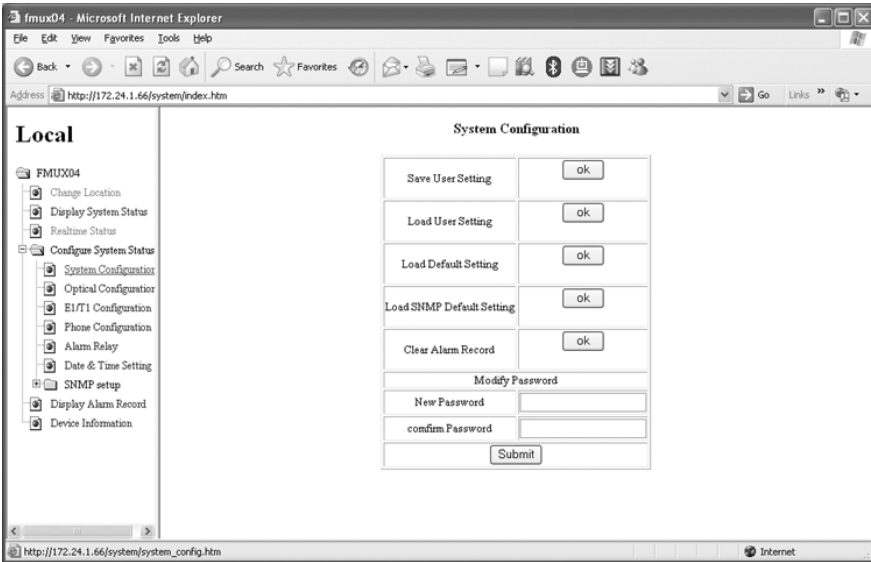 fmux04 - Microsoft Internet Explorer
File Edit View Favorites Tools Help
Back Search Favorites
Address http://172.24.1.66/system/index.htm Go Links »
Local
FMUX04
Change Location
Display System Status
Realtime Status
Configure System Status
System Configuration
Optical Configuration
E1/T1 Configuration
Phone Configuration
Alarm Relay
Date & Time Setting
SNMP setup
Display Alarm Record
Device Information
System Configuration
Save User Setting ok
Load User Setting ok
Load Default Setting ok
Load SNMP Default Setting ok
Clear Alarm Record ok
Modify Password
New Password
comfirm Password
Submit
http://172.24.1.66/system/system_config.htm Internet